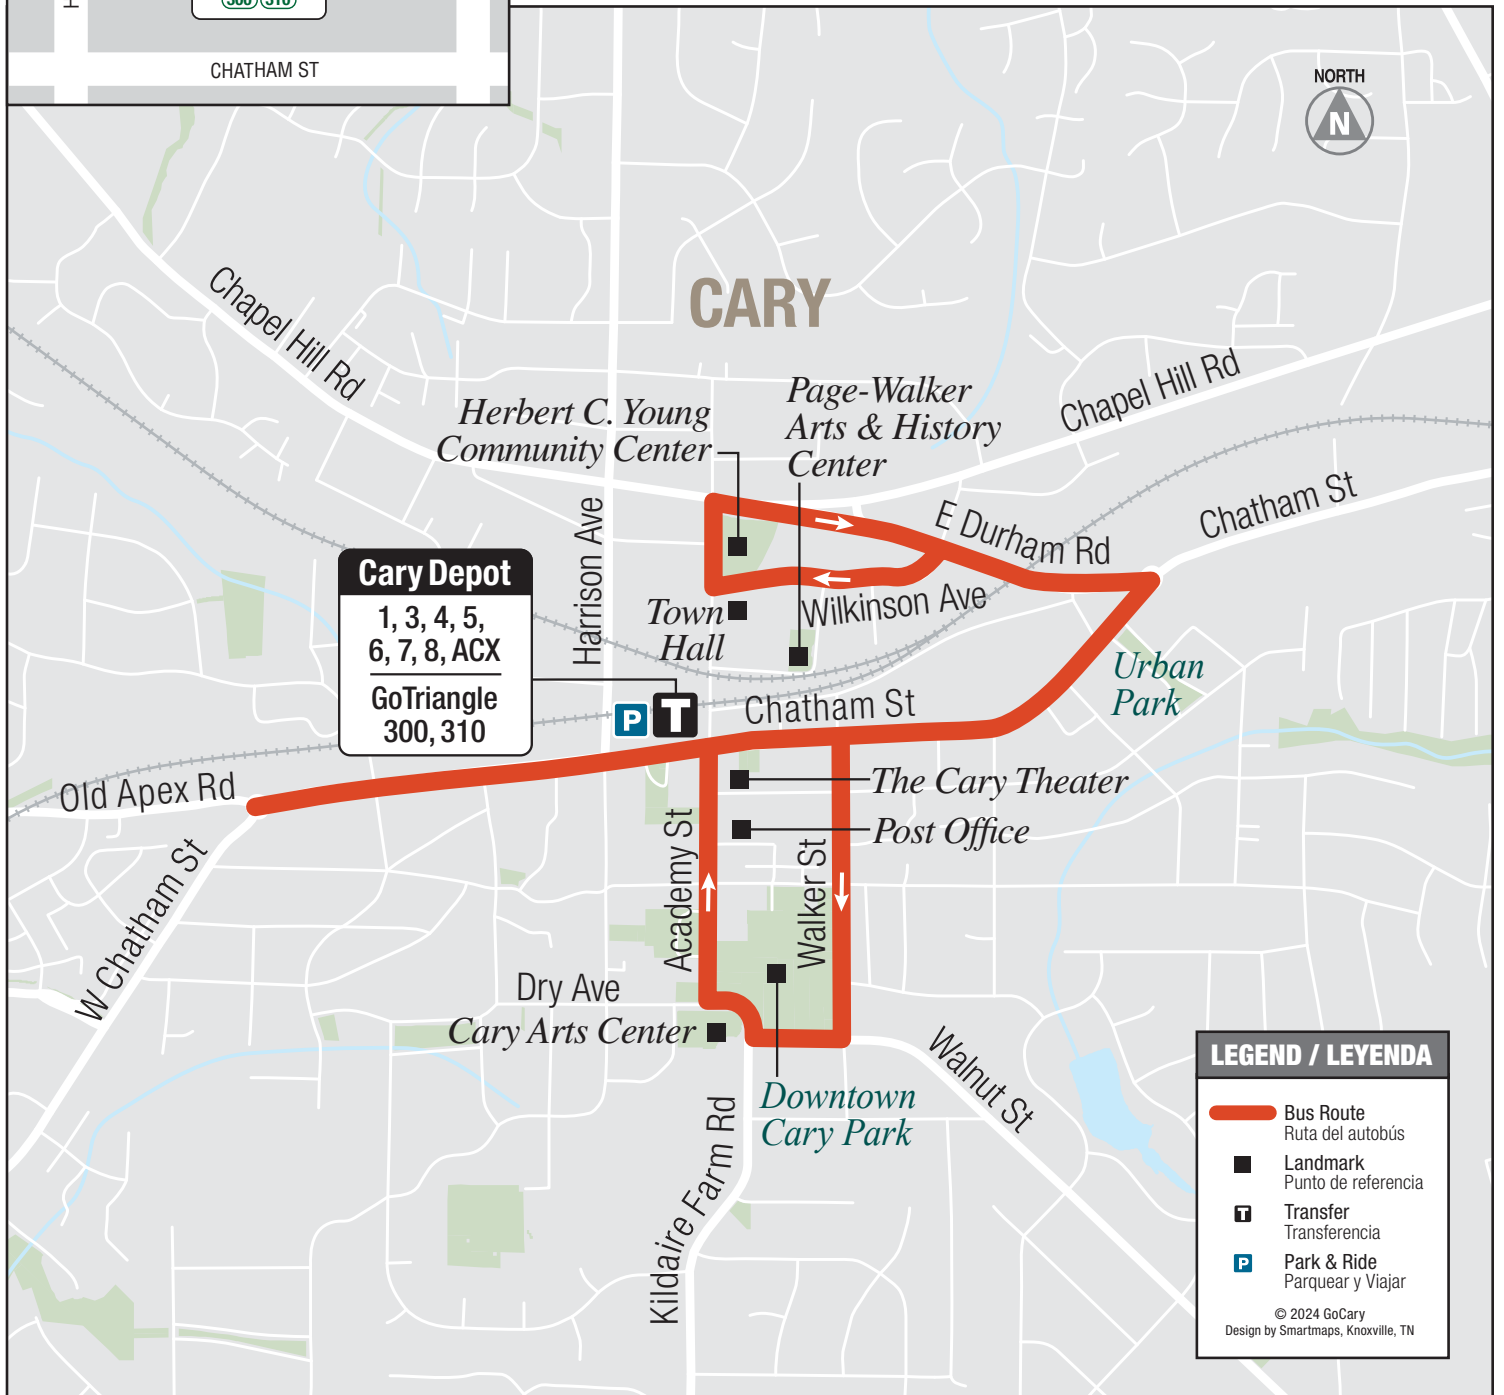 300 310
H
CHATHAM ST
NORTH
N
CARY
Chapel Hill Rd
Chapel Hill Rd
Herbert C. Young
Community Center
Page-Walker
Arts & History
Center
E Durham Rd
Chatham St
Harrison Ave
Cary Depot
1, 3, 4, 5,
6, 7, 8, ACX
GoTriangle
300, 310
Town
Hall
Wilkinson Ave
Urban
Park
P
T
Chatham St
Old Apex Rd
The Cary Theater
Post Office
Academy St
Walker St
W Chatham St
Dry Ave
Cary Arts Center
Downtown
Cary Park
Walnut St
Kildaire Farm Rd
LEGEND / LEYENDA
Bus Route
Ruta del autobús
Landmark
Punto de referencia
T
Transfer
Transferencia
P
Park & Ride
Parquear y Viajar
© 2024 GoCary
Design by Smartmaps, Knoxville, TN